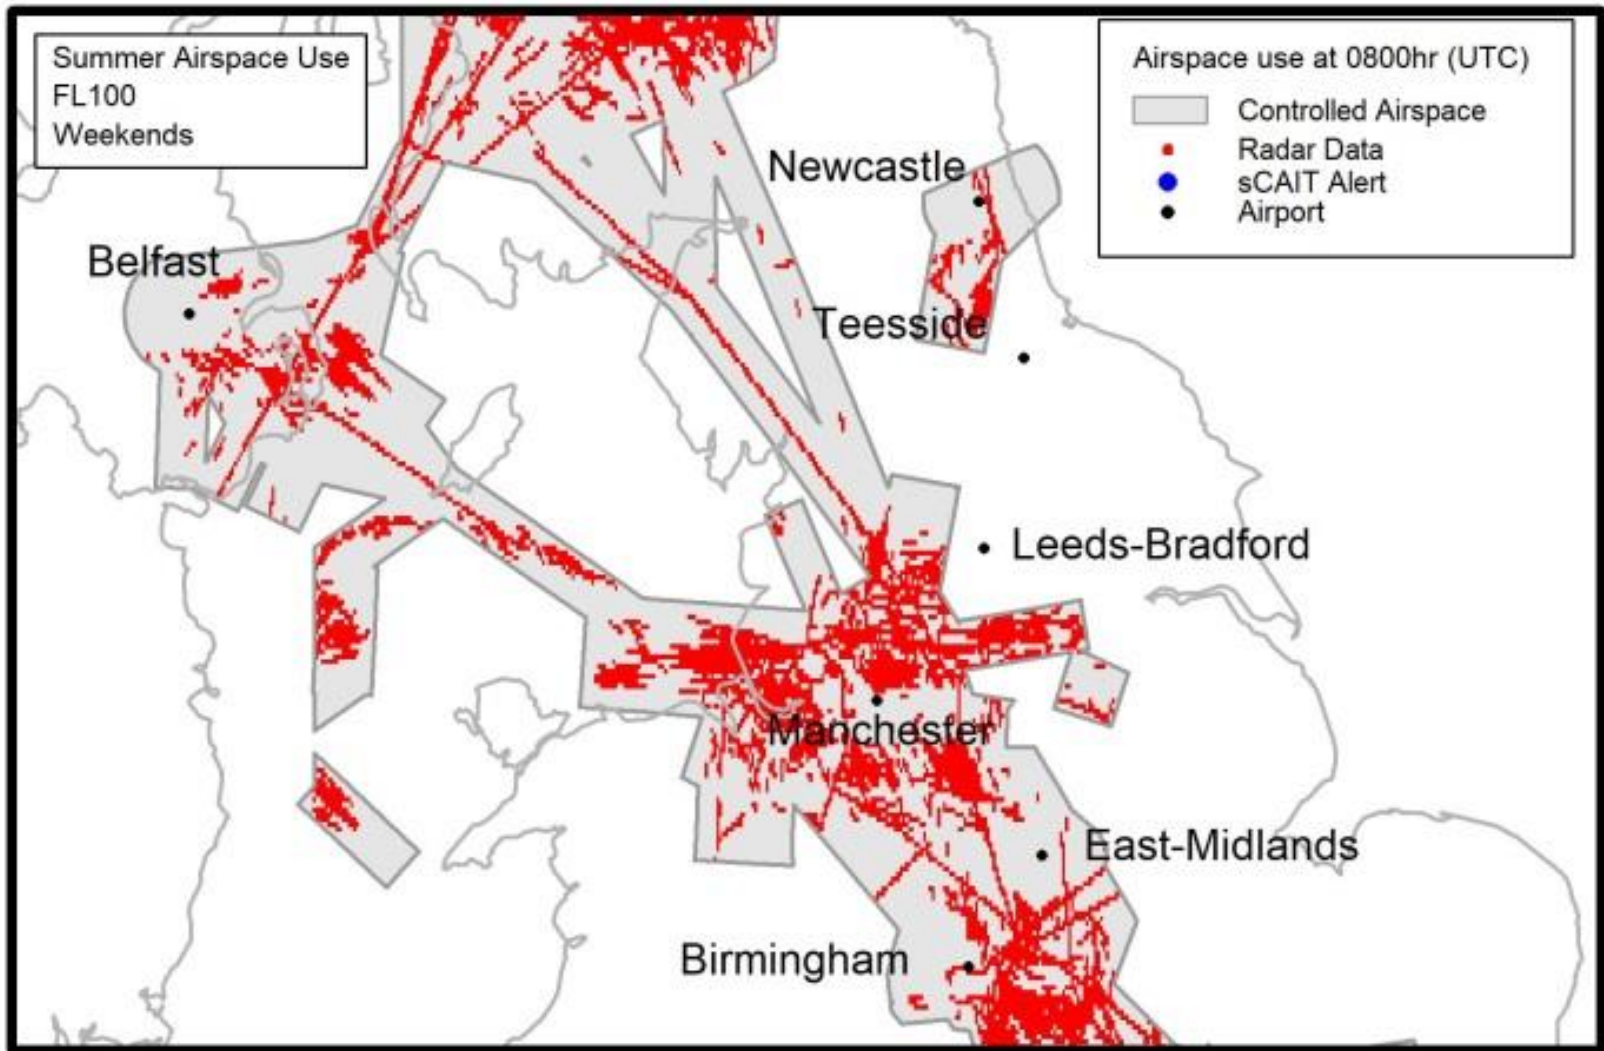 Summer Airspace Use
FL100
Weekends
Airspace use at 0800hr (UTC)
Controlled Airspace
Radar Data
sCAIT Alert
Airport
Newcastle
Belfast
Teesside
Leeds-Bradford
Manchester
East-Midlands
Birmingham